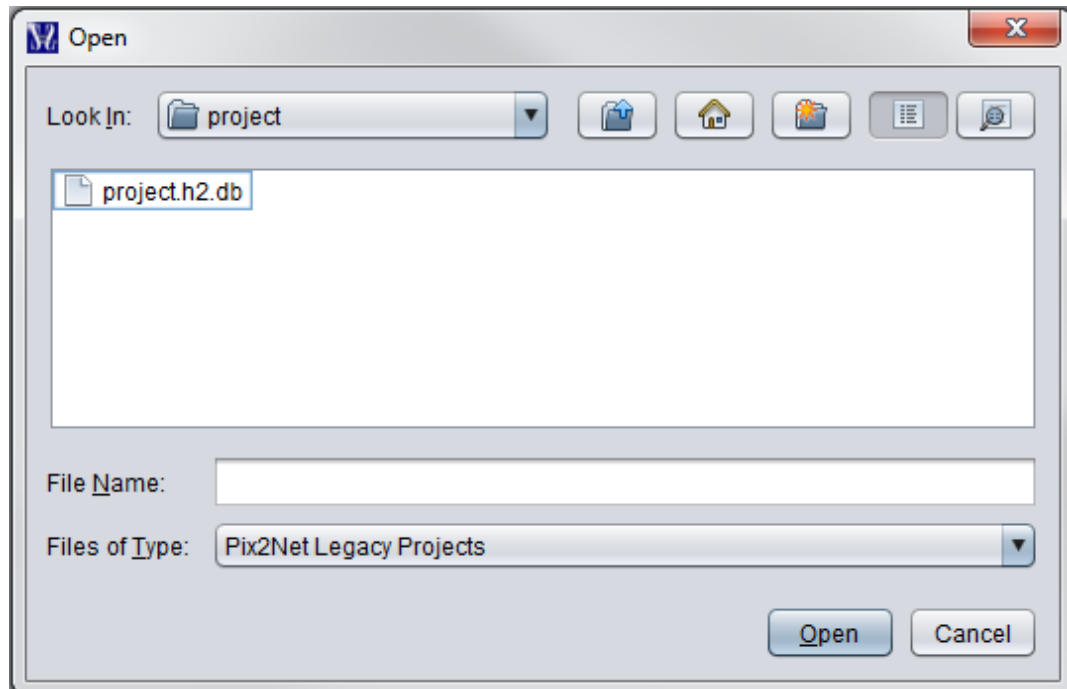 Open
Look In: project
project.h2.db
File Name:
Files of Type: Pix2Net Legacy Projects
Open Cancel